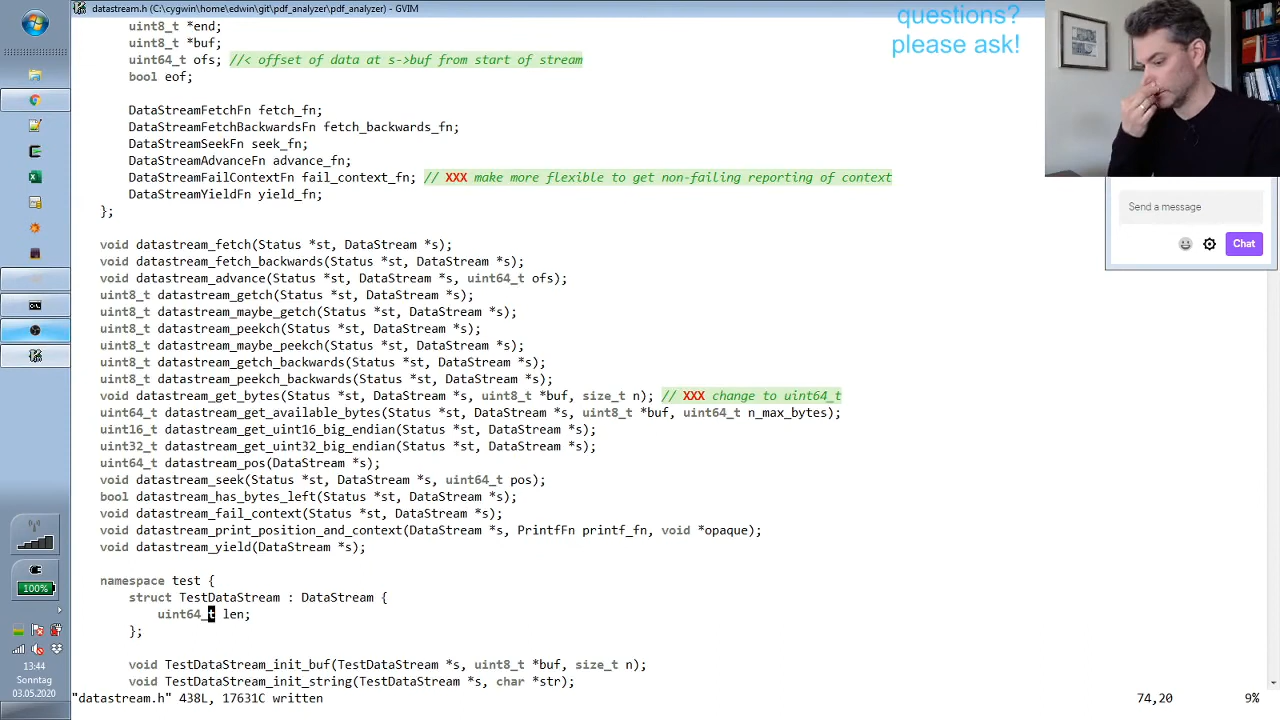 datastream.h (C:\cygwin\home\edwin\git\pdf_analyzer\pdf_analyzer) - GVIM
uint8_t *end;
uint8_t *buf;
uint64_t ofs; //< offset of data at s->buf from start of stream
bool eof;
DataStreamFetchFn fetch_fn;
DataStreamFetchBackwardsFn fetch_backwards_fn;
DataStreamSeekFn seek_fn;
DataStreamAdvanceFn advance_fn;
DataStreamFailContextFn fail_context_fn; // XXX make more flexible to get non-failing reporting of context
DataStreamYieldFn yield_fn;
};
void datastream_fetch(Status *st, DataStream *s);
void datastream_fetch_backwards(Status *st, DataStream *s);
void datastream_advance(Status *st, DataStream *s, uint64_t ofs);
uint8_t datastream_getch(Status *st, DataStream *s);
uint8_t datastream_maybe_getch(Status *st, DataStream *s);
uint8_t datastream_peekch(Status *st, DataStream *s);
uint8_t datastream_maybe_peekch(Status *st, DataStream *s);
uint8_t datastream_getch_backwards(Status *st, DataStream *s);
uint8_t datastream_peekch_backwards(Status *st, DataStream *s);
void datastream_get_bytes(Status *st, DataStream *s, uint8_t *buf, size_t n); // XXX change to uint64_t
uint64_t datastream_get_available_bytes(Status *st, DataStream *s, uint8_t *buf, uint64_t n_max_bytes);
uint16_t datastream_get_uint16_big_endian(Status *st, DataStream *s);
uint32_t datastream_get_uint32_big_endian(Status *st, DataStream *s);
uint64_t datastream_pos(DataStream *s);
void datastream_seek(Status *st, DataStream *s, uint64_t pos);
bool datastream_has_bytes_left(Status *st, DataStream *s);
void datastream_fail_context(Status *st, DataStream *s);
void datastream_print_position_and_context(DataStream *s, PrintfFn printf_fn, void *opaque);
void datastream_yield(DataStream *s);
namespace test {
struct TestDataStream : DataStream {
uint64_t len;
};
void TestDataStream_init_buf(TestDataStream *s, uint8_t *buf, size_t n);
void TestDataStream_init_string(TestDataStream *s, char *str);
"datastream.h" 438L, 17631C written
74,20
9%
questions?
please ask!
Send a message
Chat
100%
13:44
Sonntag
03.05.2020